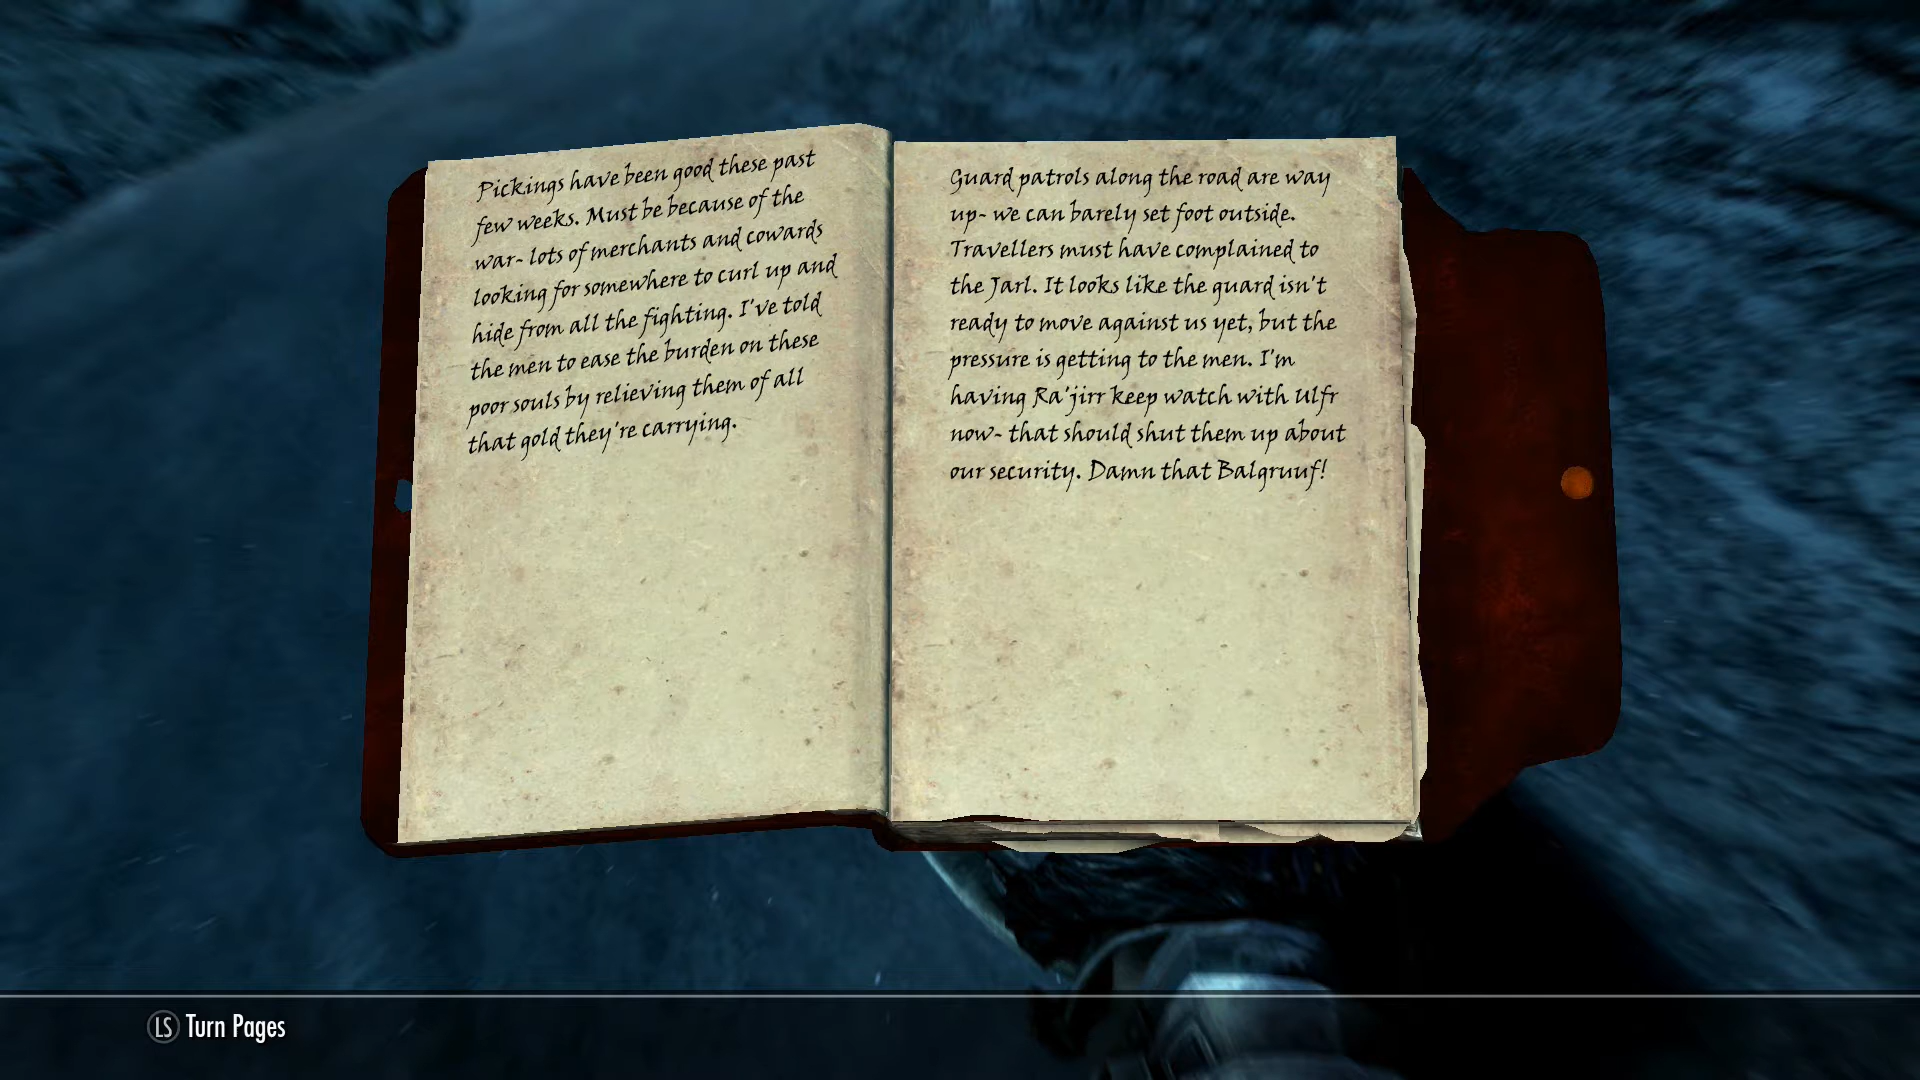 Pickings have been good these past
few weeks. Must be because of the
war- lots of merchants and cowards
looking for somewhere to curl up and
hide from all the fighting. I've told
the men to ease the burden on these
poor souls by relieving them of all
that gold they're carrying.
Guard patrols along the road are way
up- we can barely set foot outside.
Travellers must have complained to
the Jarl. It looks like the guard isn't
ready to move against us yet, but the
pressure is getting to the men. I'm
having Ra'jirr keep watch with Ulfr
now- that should shut them up about
our security. Damn that Balgruuf!
LS Turn Pages